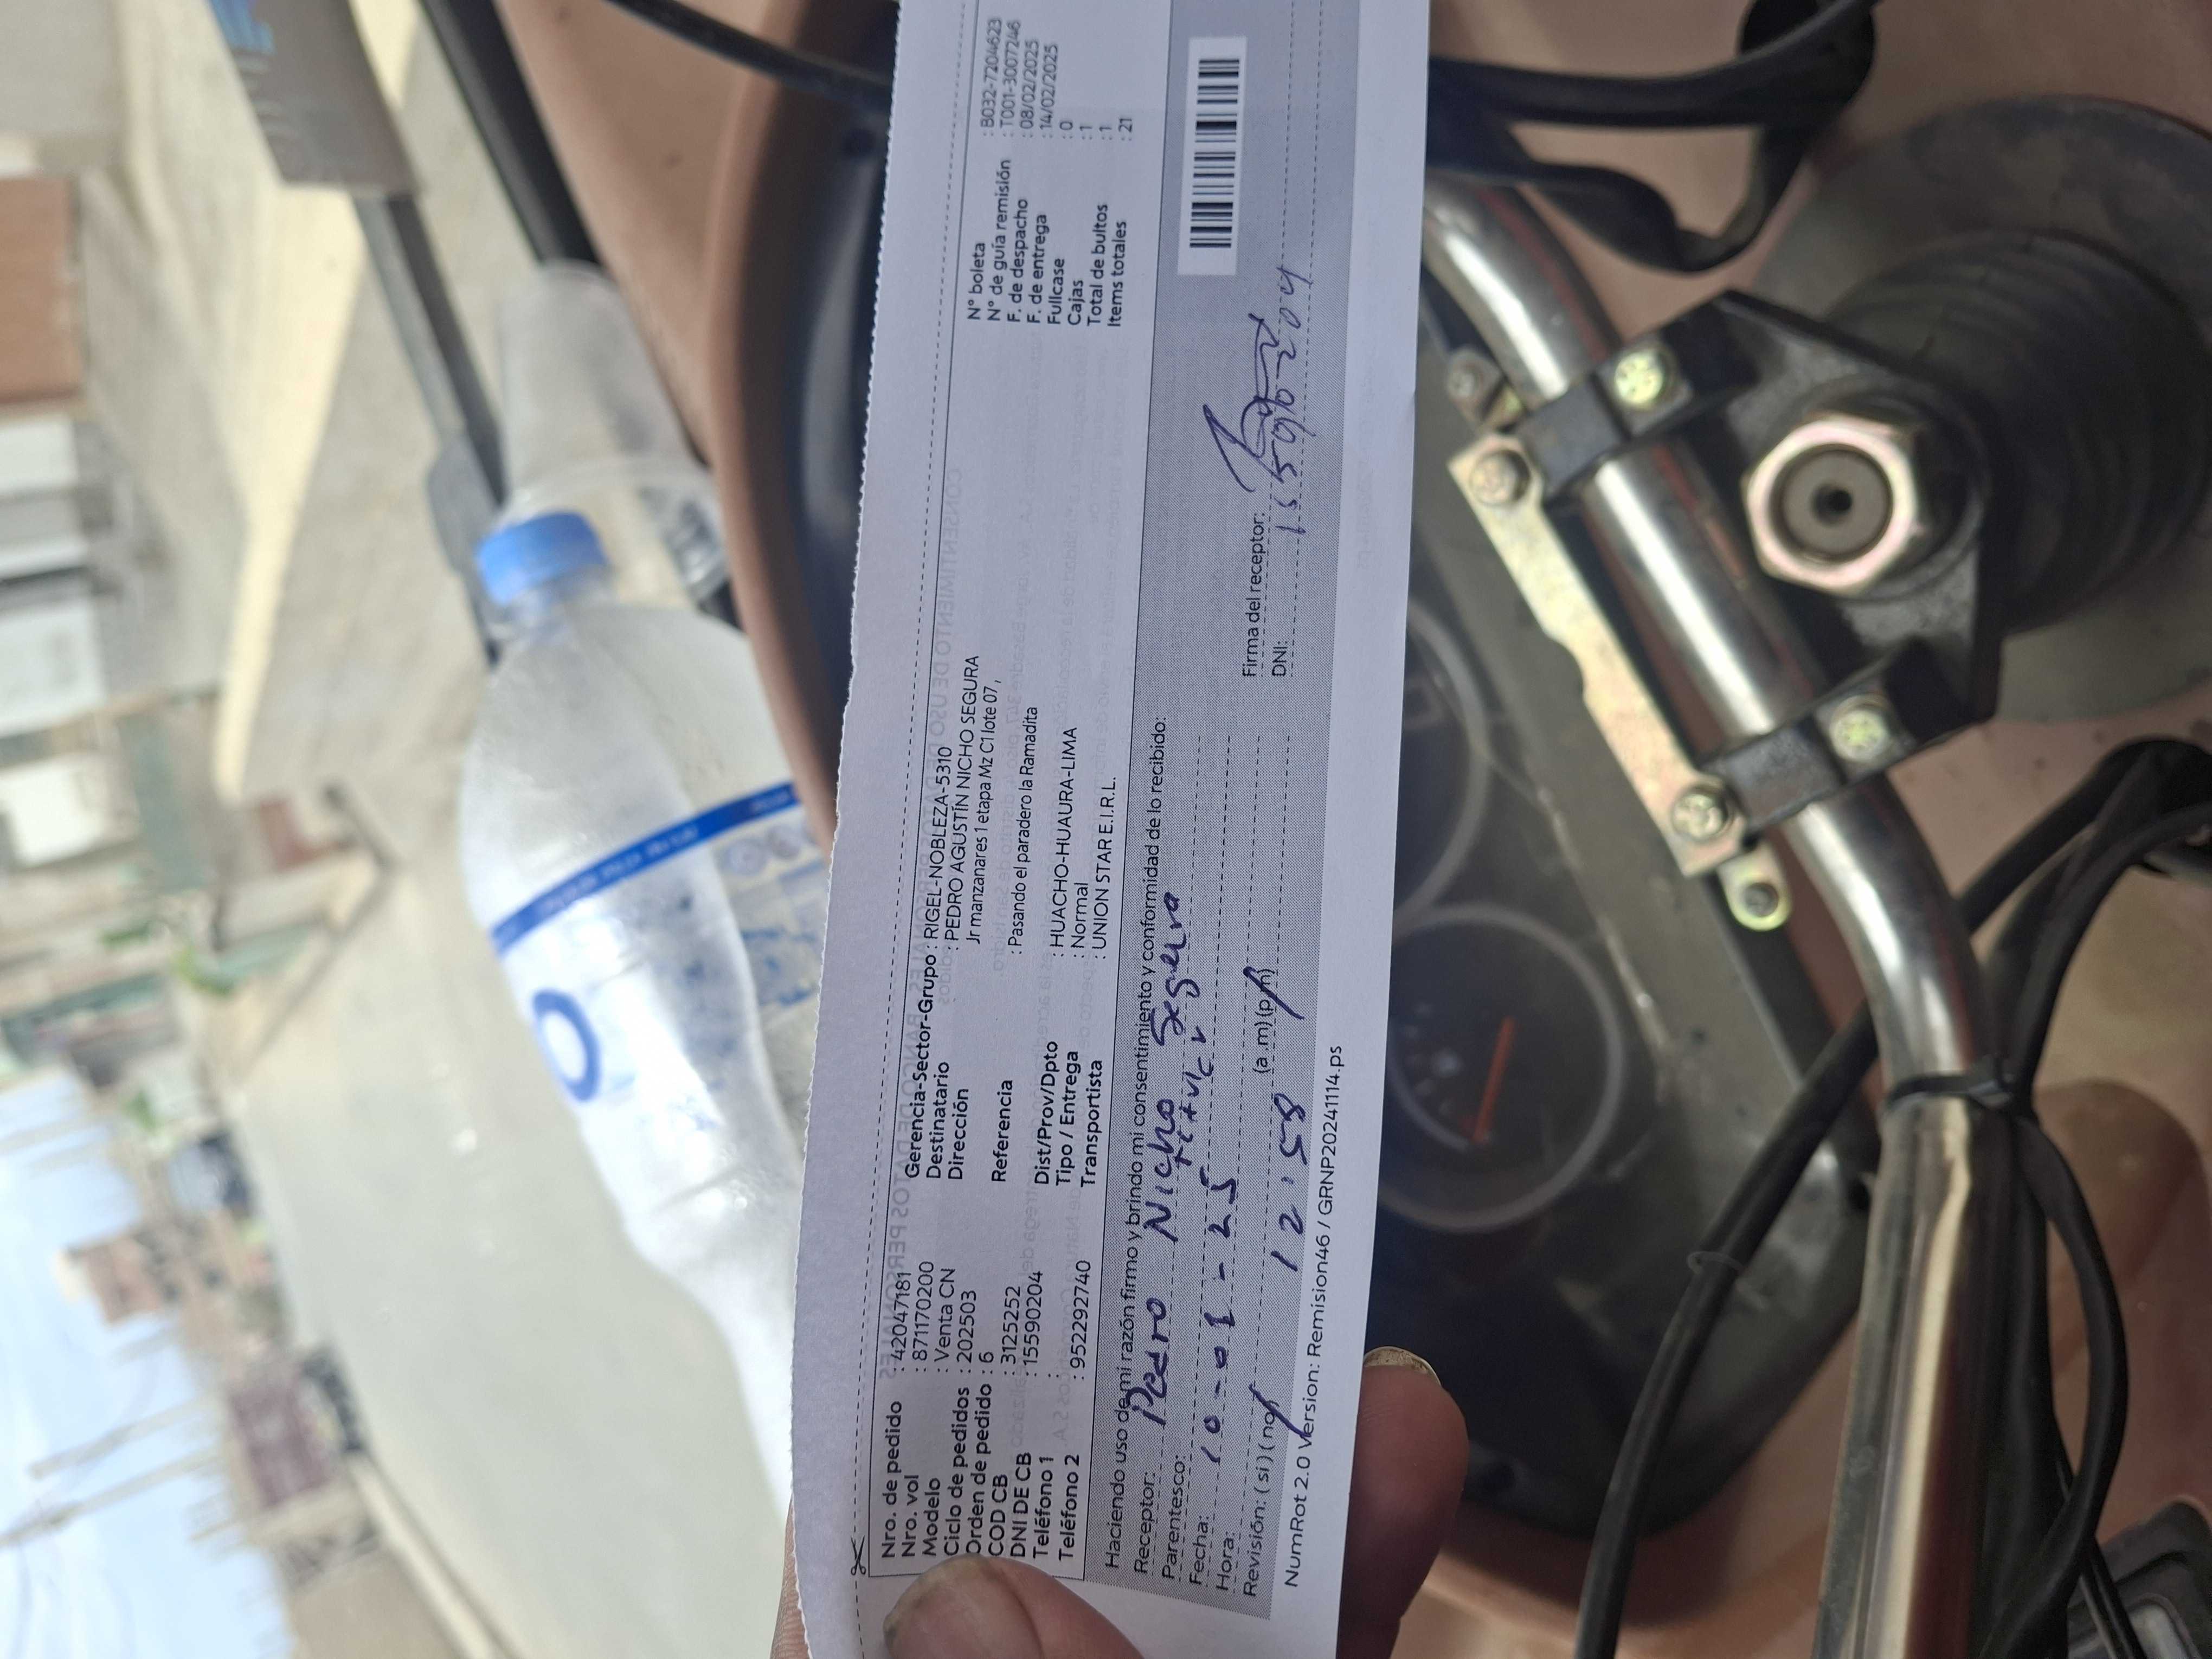 Nro. de pedido : 42047181
Nro. vol : 871170200
Modelo : Venta CN
Ciclo de pedidos : 202503
Orden de pedido : 6
COD CB : 3125252
DNI DE CB : 15590204
Teléfono 1 :
Teléfono 2 : 952292740
Gerencia-Sector-Grupo : RIGEL-NOBLEZA-5310
Destinatario : PEDRO AGUSTÍN NICHO SEGURA
Dirección Jr manzanares 1 etapa Mz C1 lote 07 ,
Referencia : Pasando el paradero la Ramadita
Dist/Prov/Dpto : HUACHO-HUAURA-LIMA
Tipo / Entrega : Normal
Transportista : UNION STAR E.I.R.L.
N° boleta : B032-7204623
N° de guía remisión : T001-3007246
F. de despacho : 08/02/2025
F. de entrega : 14/02/2025
Fullcase : 0
Cajas : 1
Total de bultos : 1
Items totales : 21
Haciendo uso de mi razón firmo y brindo mi consentimiento y conformidad de lo recibido:
Receptor: Pedro Nicho Segura
Parentesco:
Fecha: 10-01-25
Hora: 12:58 (a.m) (p.m)
Revisión: (si) (no)
Firma del receptor:
DNI: 15590204
NumRot 2.0 Version: Remision46 / GRNP20241114.ps